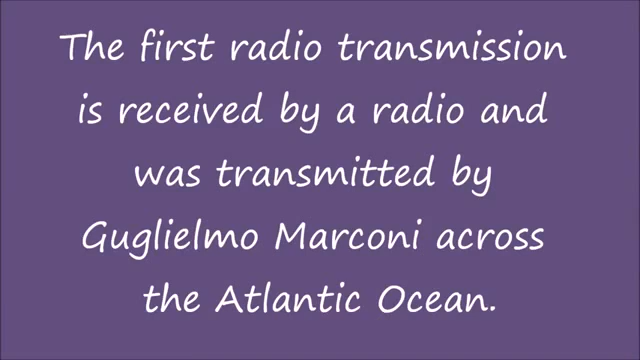 The first radio transmission
is received by a radio and
was transmitted by
Guglielmo Marconi across
the Atlantic Ocean.